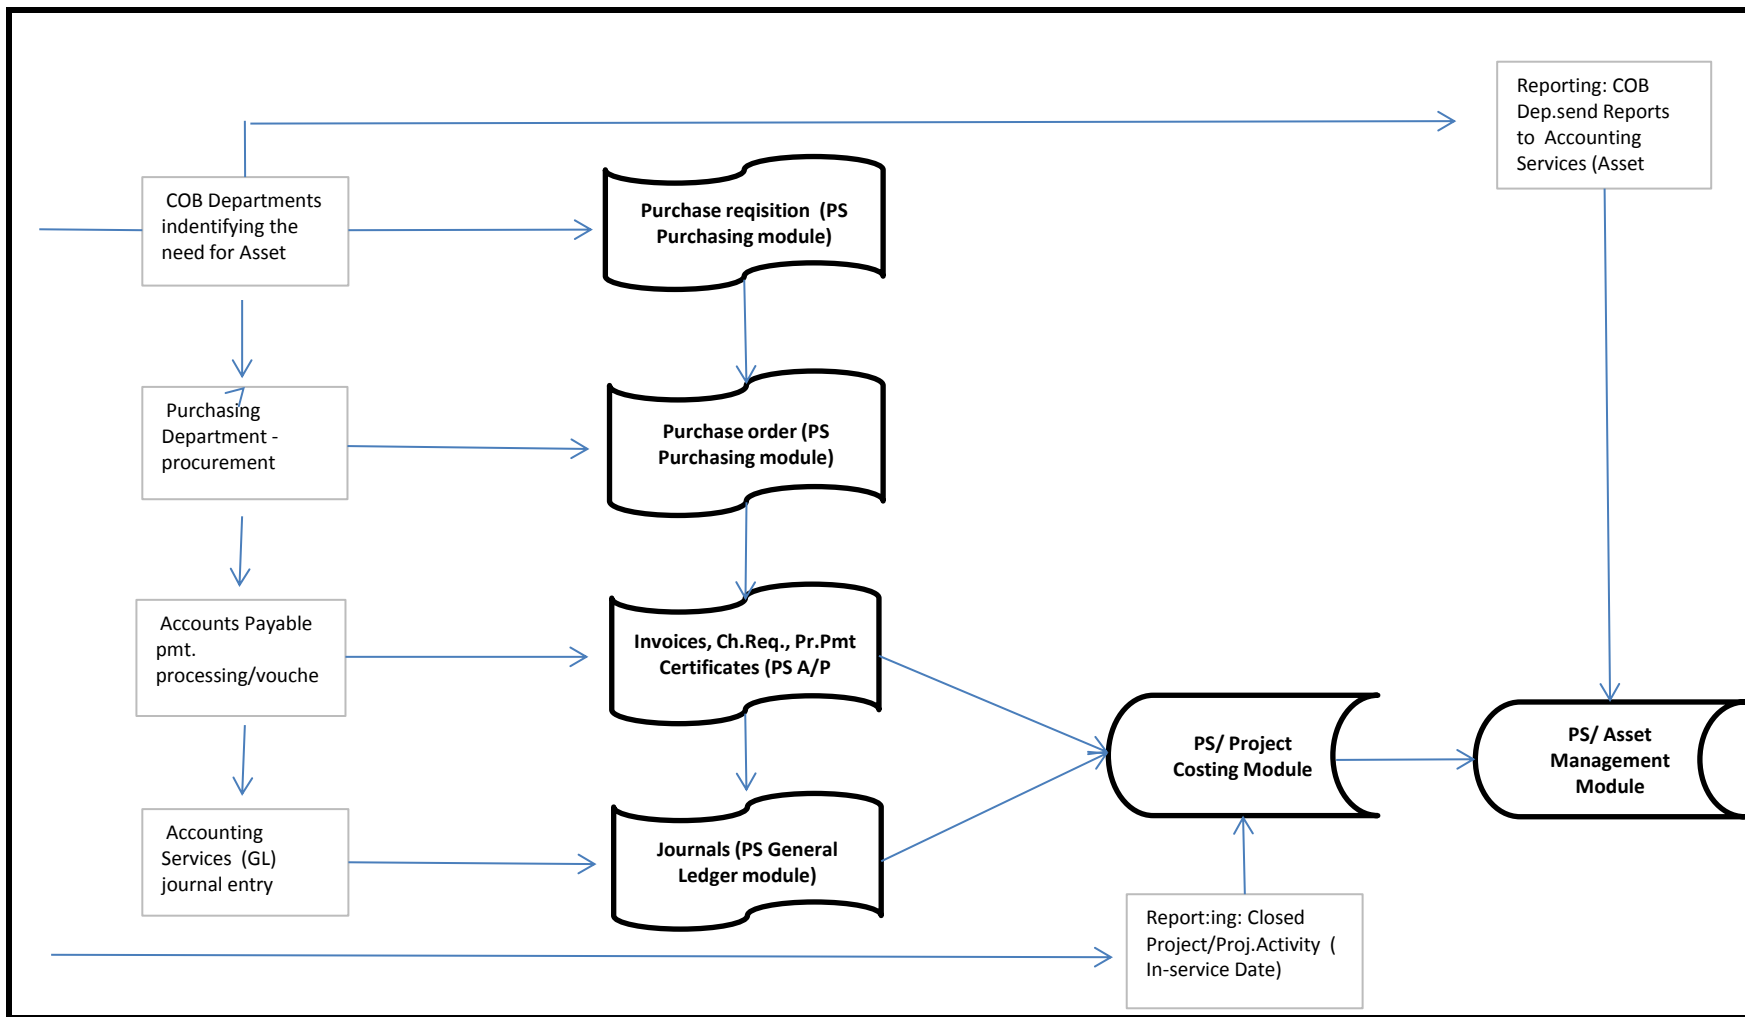 Reporting: COB
Dep.send Reports
to Accounting
Services (Asset
COB Departments
indentifying the
need for Asset
Purchase reqisition (PS
Purchasing module)
Purchasing
Department -
procurement
Purchase order (PS
Purchasing module)
Accounts Payable
pmt.
processing/vouche
Invoices, Ch.Req., Pr.Pmt
Certificates (PS A/P
PS/ Project
Costing Module
PS/ Asset
Management
Module
Accounting
Services (GL)
journal entry
Journals (PS General
Ledger module)
Report:ing: Closed
Project/Proj.Activity (
In-service Date)